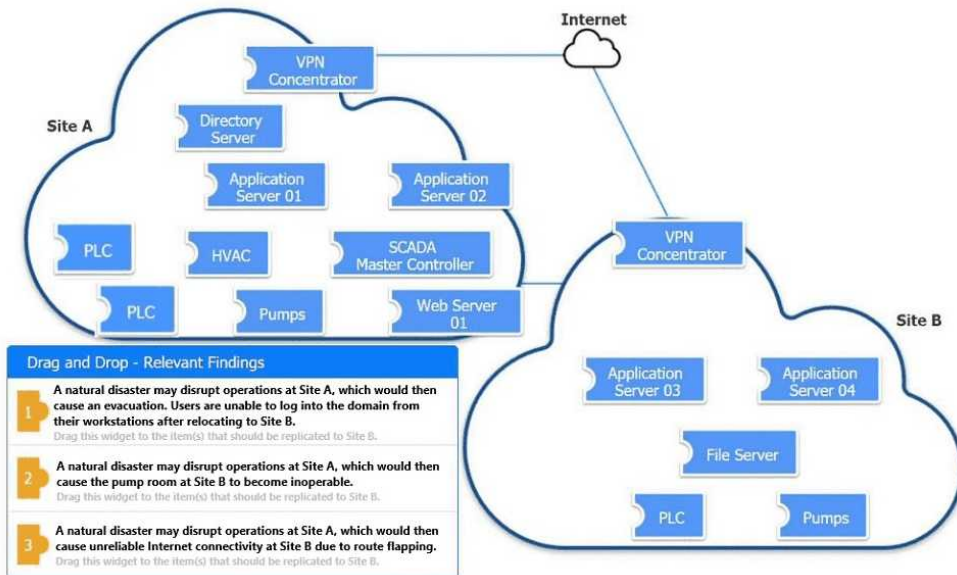 Internet
VPN
Concentrator
Site A
Directory
Server
Application
Server 01
Application
Server 02
PLC
HVAC
SCADA
Master Controller
PLC
Pumps
Web Server
01
VPN
Concentrator
Site B
Application
Server 03
Application
Server 04
File Server
PLC
Pumps
Drag and Drop - Relevant Findings
1
A natural disaster may disrupt operations at Site A, which would then
cause an evacuation. Users are unable to log into the domain from
their workstations after relocating to Site B.
Drag this widget to the item(s) that should be replicated to Site B.
2
A natural disaster may disrupt operations at Site A, which would then
cause the pump room at Site B to become inoperable.
Drag this widget to the item(s) that should be replicated to Site B.
3
A natural disaster may disrupt operations at Site A, which would then
cause unreliable Internet connectivity at Site B due to route flapping.
Drag this widget to the item(s) that should be replicated to Site B.